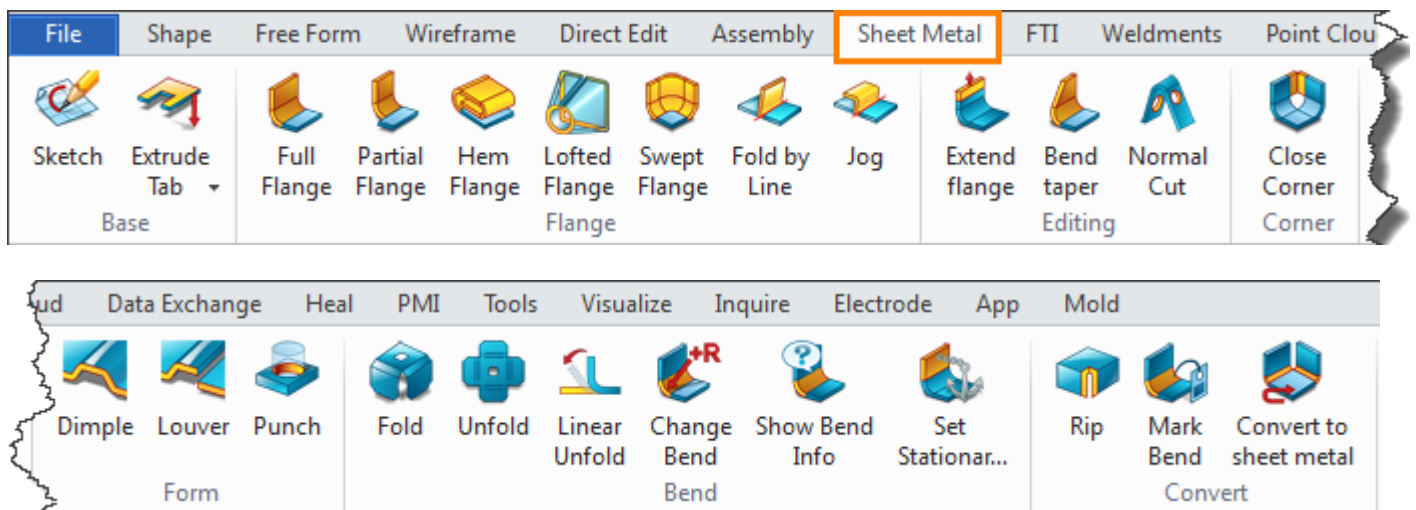 File Shape Free Form Wireframe Direct Edit Assembly Sheet Metal FTI Weldments Point Clou
Sketch Extrude Full Partial Hem Lofted Swept Fold by Jog Extend Bend Normal Close
Tab Flange Flange Flange Flange Flange Line flange taper Cut Corner
Base Flange Editing Corner
ud Data Exchange Heal PMI Tools Visualize Inquire Electrode App Mold
+R ?
Dimple Louver Punch Fold Unfold Linear Change Show Bend Set Rip Mark Convert to
Unfold Bend Info Stationar... Bend sheet metal
Form Bend Convert